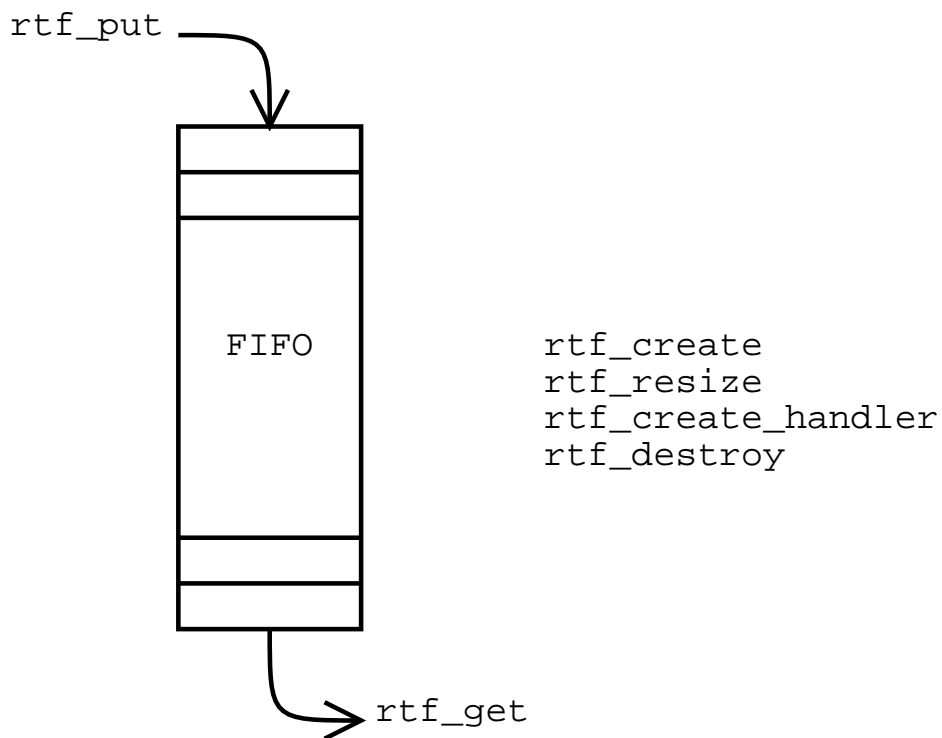 rtf_put
FIFO
rtf_create
rtf_resize
rtf_create_handler
rtf_destroy
rtf_get